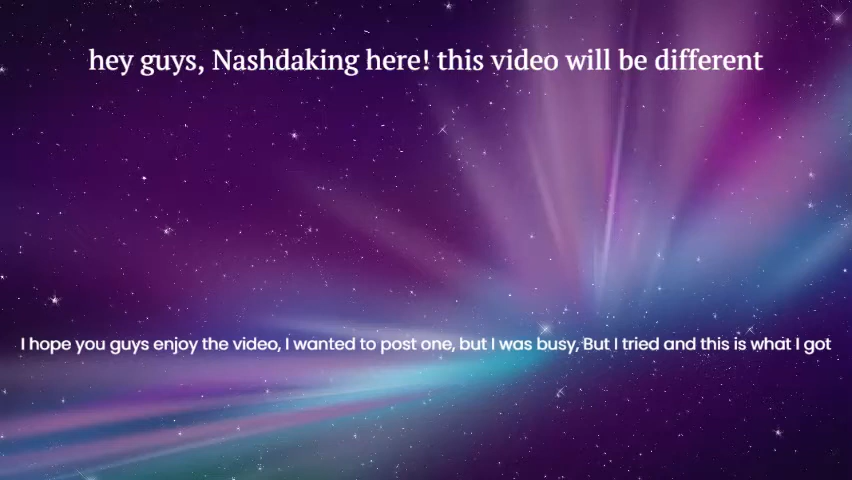 hey guys, Nashdaking here! this video will be different
I hope you guys enjoy the video, I wanted to post one, but I was busy, But I tried and this is what I got